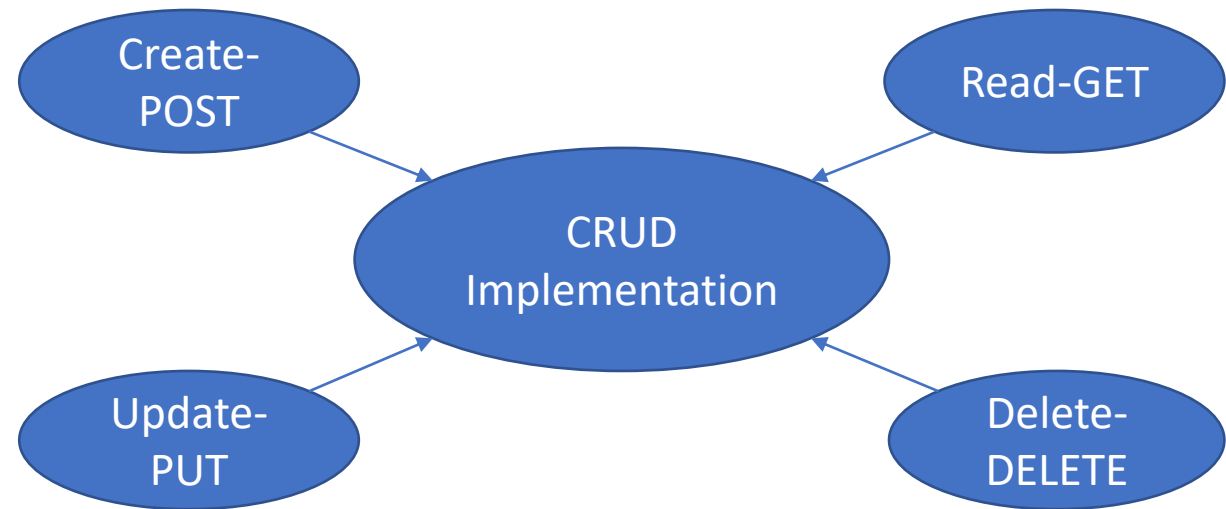 Create-
POST
Read-GET
CRUD
Implementation
Update-
PUT
Delete-
DELETE